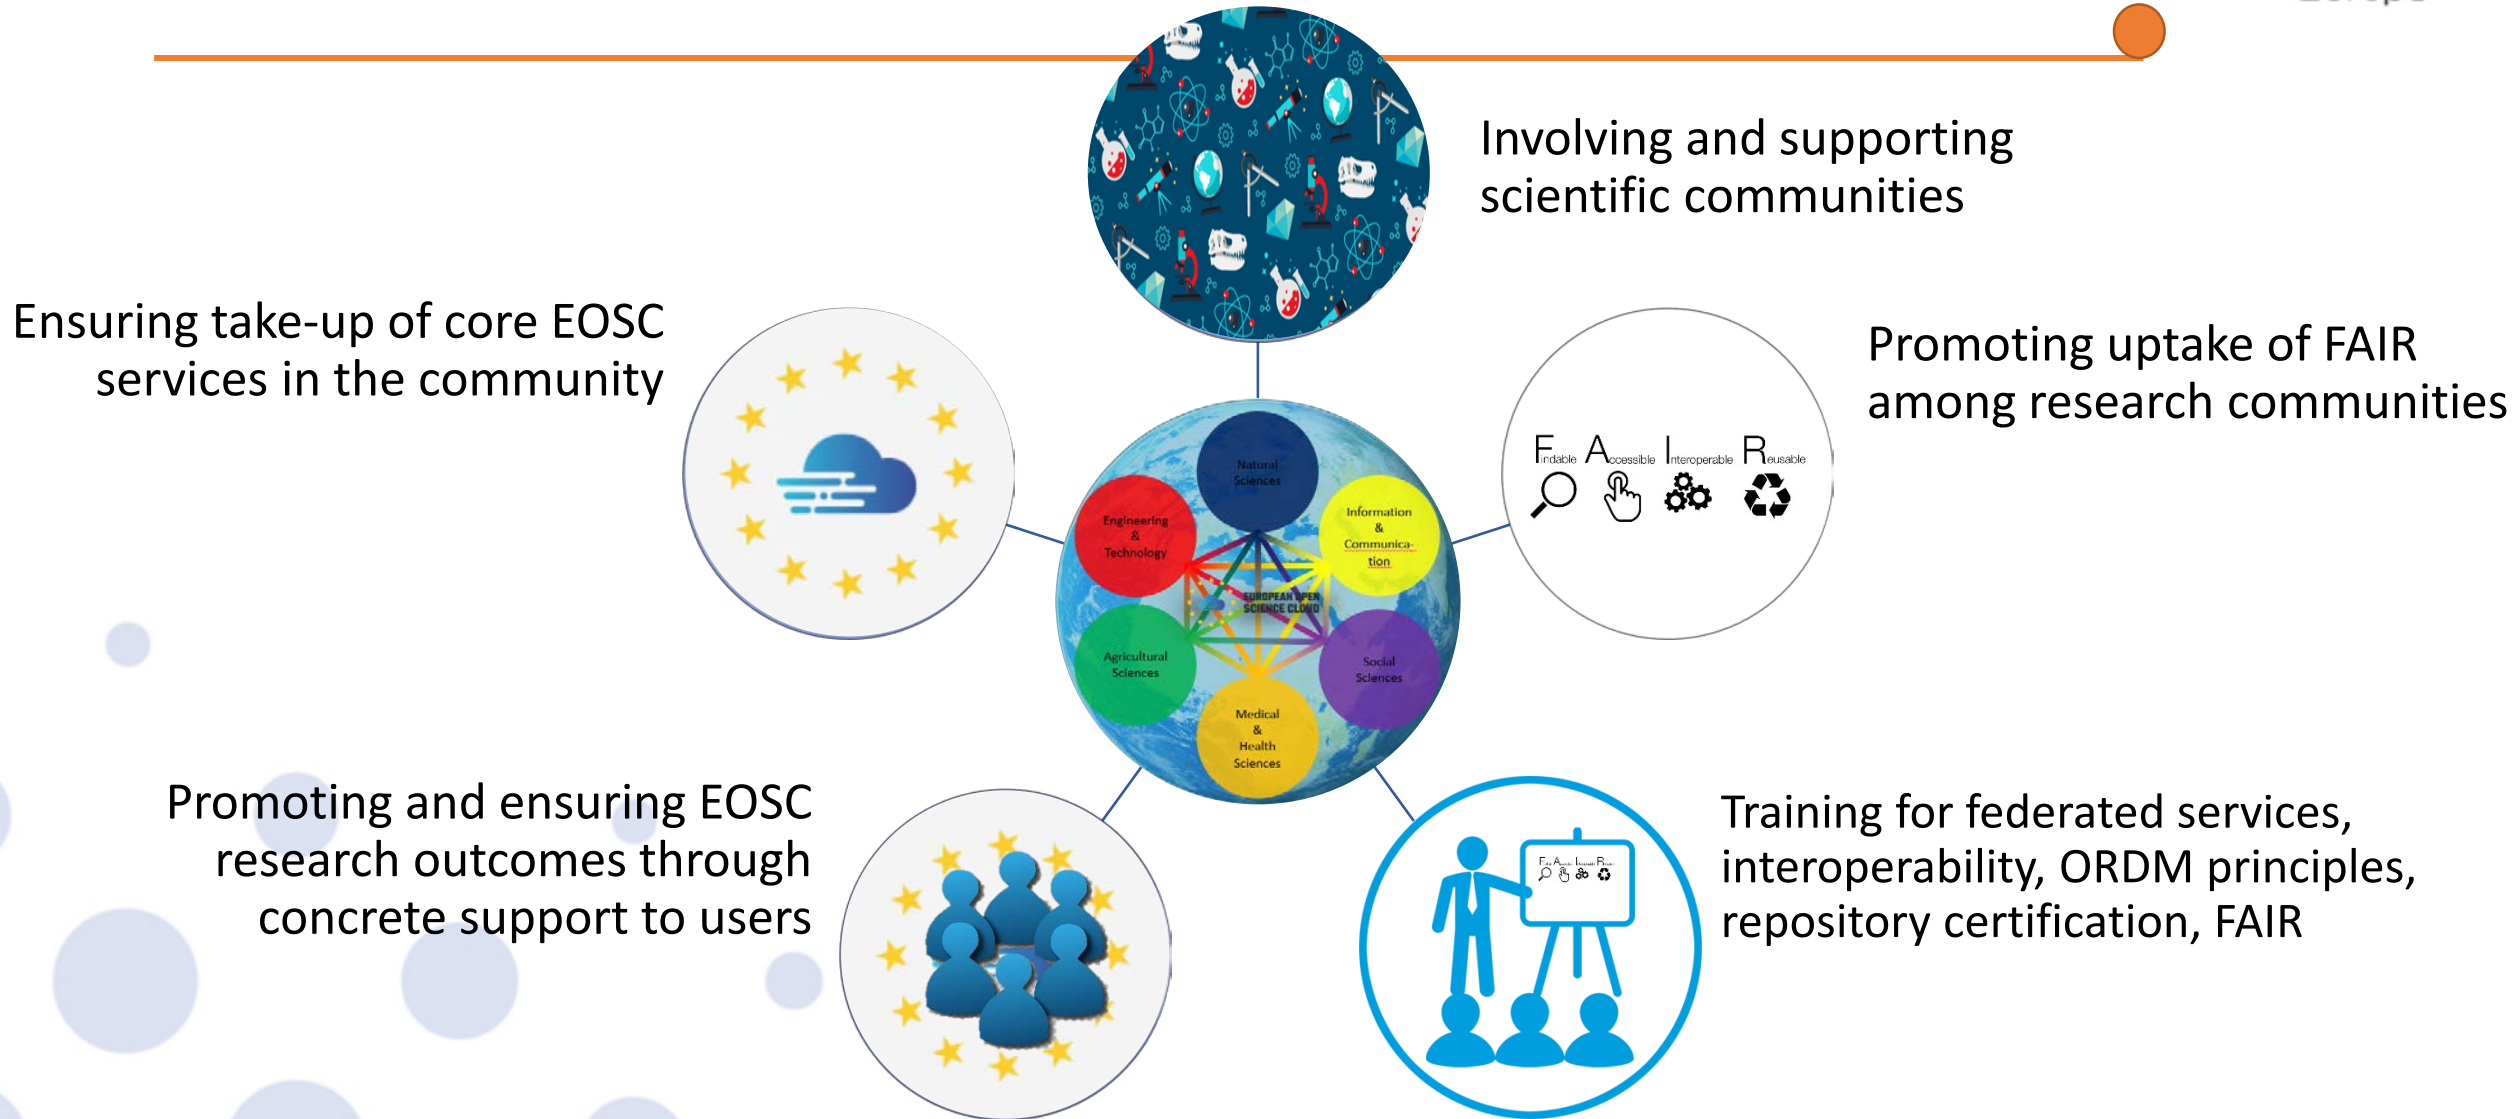 Involving and supporting
scientific communities
Ensuring take-up of core EOSC
services in the community
Promoting uptake of FAIR
among research communities
Findable Accessible Interoperable Reusable
Natural
Sciences
Engineering
&
Technology
Information
&
Communica-
tion
EUROPEAN OPEN
SCIENCE CLOUD
Agricultural
Sciences
Social
Sciences
Medical
&
Health
Sciences
Promoting and ensuring EOSC
research outcomes through
concrete support to users
Training for federated services,
interoperability, ORDM principles,
repository certification, FAIR